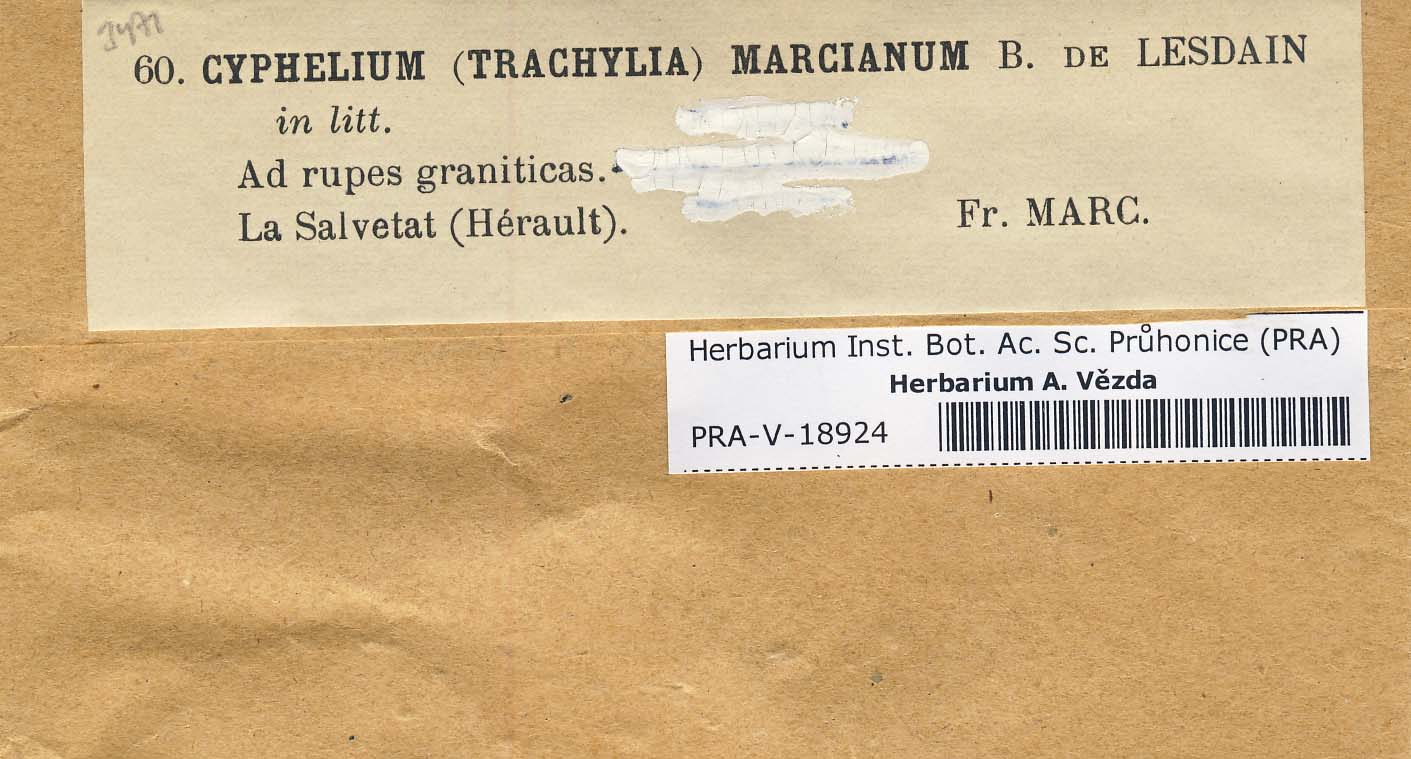 60. CYPHELIUM (TRACHYLIA) MARCIANUM B. DE LESDAIN
in litt.
Ad rupes graniticas.
La Salvetat (Hérault).
Fr. MARC.
Herbarium Inst. Bot. Ac. Sc. Průhonice (PRA)
Herbarium A. Vězda
PRA-V-18924